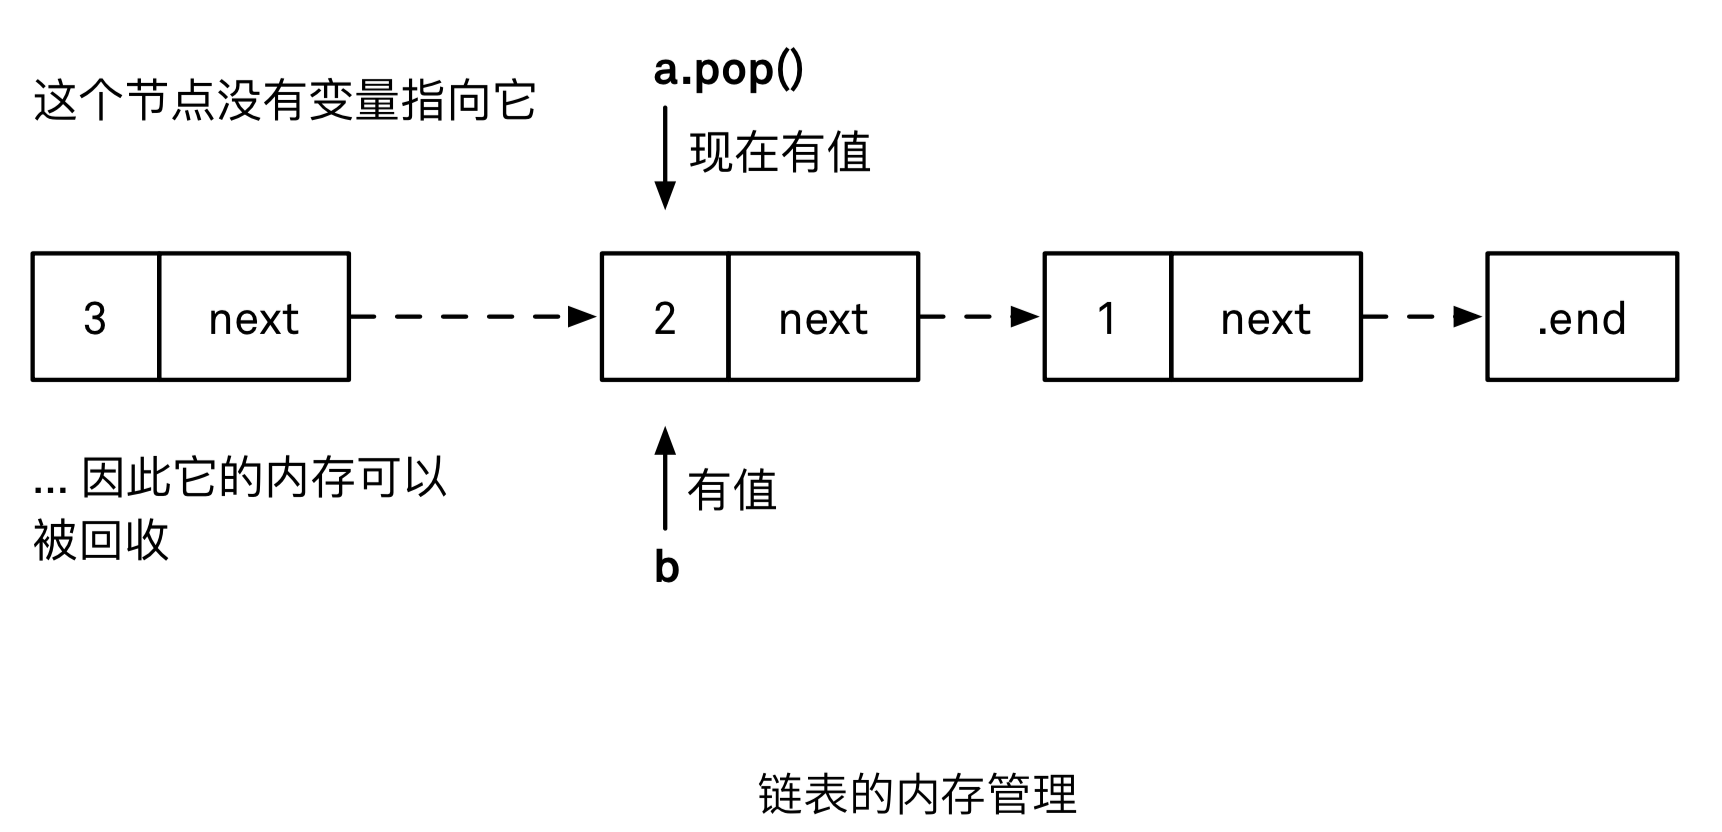 这个节点没有变量指向它
a.pop()
现在有值
3 next 2 next 1 next .end
... 因此它的内存可以
被回收
有值
b
链表的内存管理